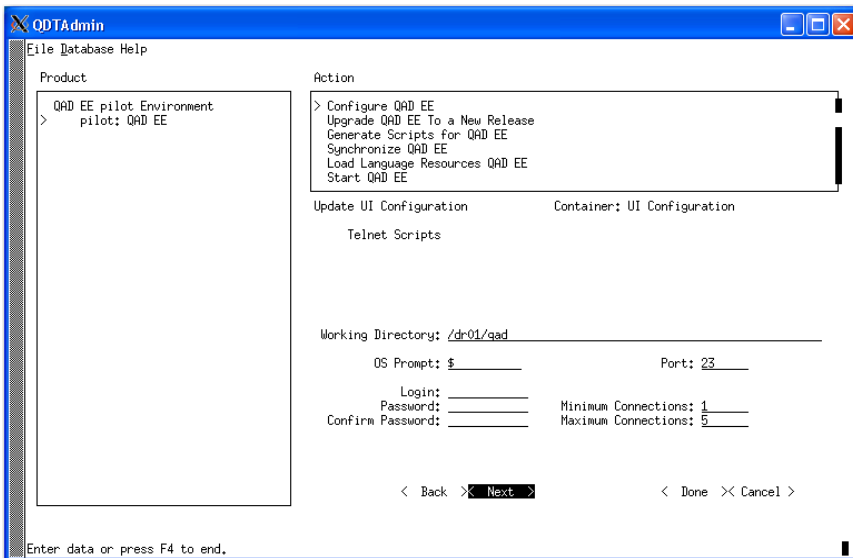 QDTAdmin
File Database Help
Product
Action
QAD EE pilot Environment
> pilot: QAD EE
> Configure QAD EE
Upgrade QAD EE To a New Release
Generate Scripts for QAD EE
Synchronize QAD EE
Load Language Resources QAD EE
Start QAD EE
Update UI Configuration Container: UI Configuration
Telnet Scripts
Working Directory: /dr01/qad
OS Prompt: $ Port: 23
Login:
Password: Minimum Connections: 1
Confirm Password: Maximum Connections: 5
< Back >< Next > < Done >< Cancel >
Enter data or press F4 to end.